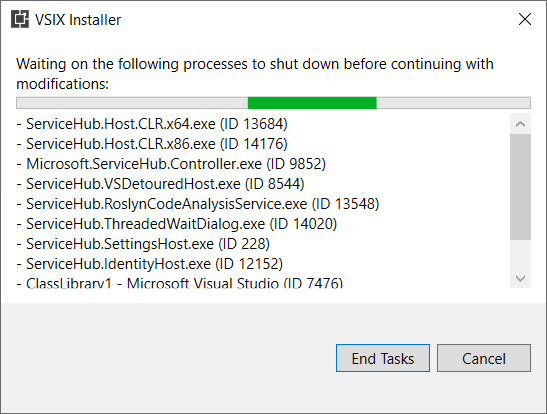 VSIX Installer
Waiting on the following processes to shut down before continuing with
modifications:
- ServiceHub.Host.CLR.x64.exe (ID 13684)
- ServiceHub.Host.CLR.x86.exe (ID 14176)
- Microsoft.ServiceHub.Controller.exe (ID 9852)
- ServiceHub.VSDetouredHost.exe (ID 8544)
- ServiceHub.RoslynCodeAnalysisService.exe (ID 13548)
- ServiceHub.ThreadedWaitDialog.exe (ID 14020)
- ServiceHub.SettingsHost.exe (ID 228)
- ServiceHub.IdentityHost.exe (ID 12152)
- ClassLibrary1 - Microsoft Visual Studio (ID 7476)
End Tasks
Cancel